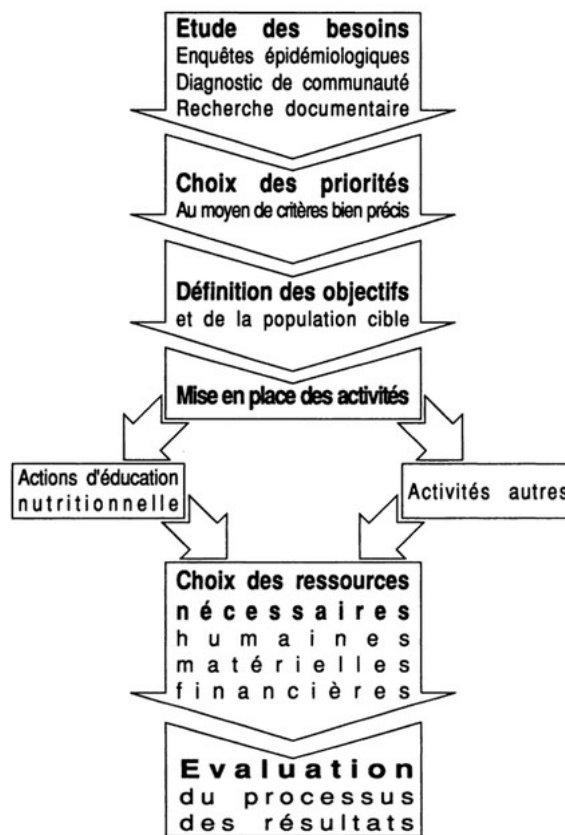 Etude des besoins
Enquêtes épidémiologiques
Diagnostic de communauté
Recherche documentaire
Choix des priorités
Au moyen de critères bien précis
Définition des objectifs
et de la population cible
Mise en place des activités
Actions d'éducation
nutritionnelle
Activités autres
Choix des ressources
nécessaires
humaines
matérielles
financières
Evaluation
du processus
des résultats